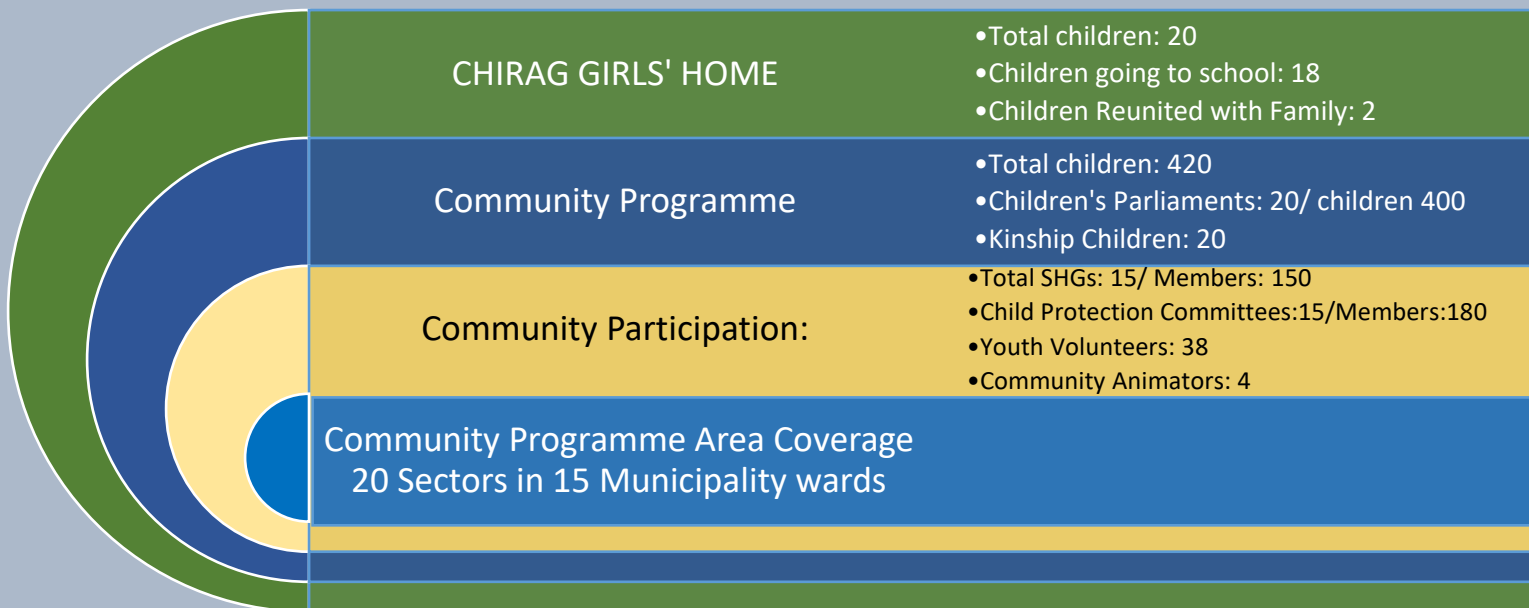 CHIRAG GIRLS' HOME
•Total children: 20
•Children going to school: 18
•Children Reunited with Family: 2
Community Programme
•Total children: 420
•Children's Parliaments: 20/ children 400
•Kinship Children: 20
Community Participation:
•Total SHGs: 15/ Members: 150
•Child Protection Committees:15/Members:180
•Youth Volunteers: 38
•Community Animators: 4
Community Programme Area Coverage
20 Sectors in 15 Municipality wards